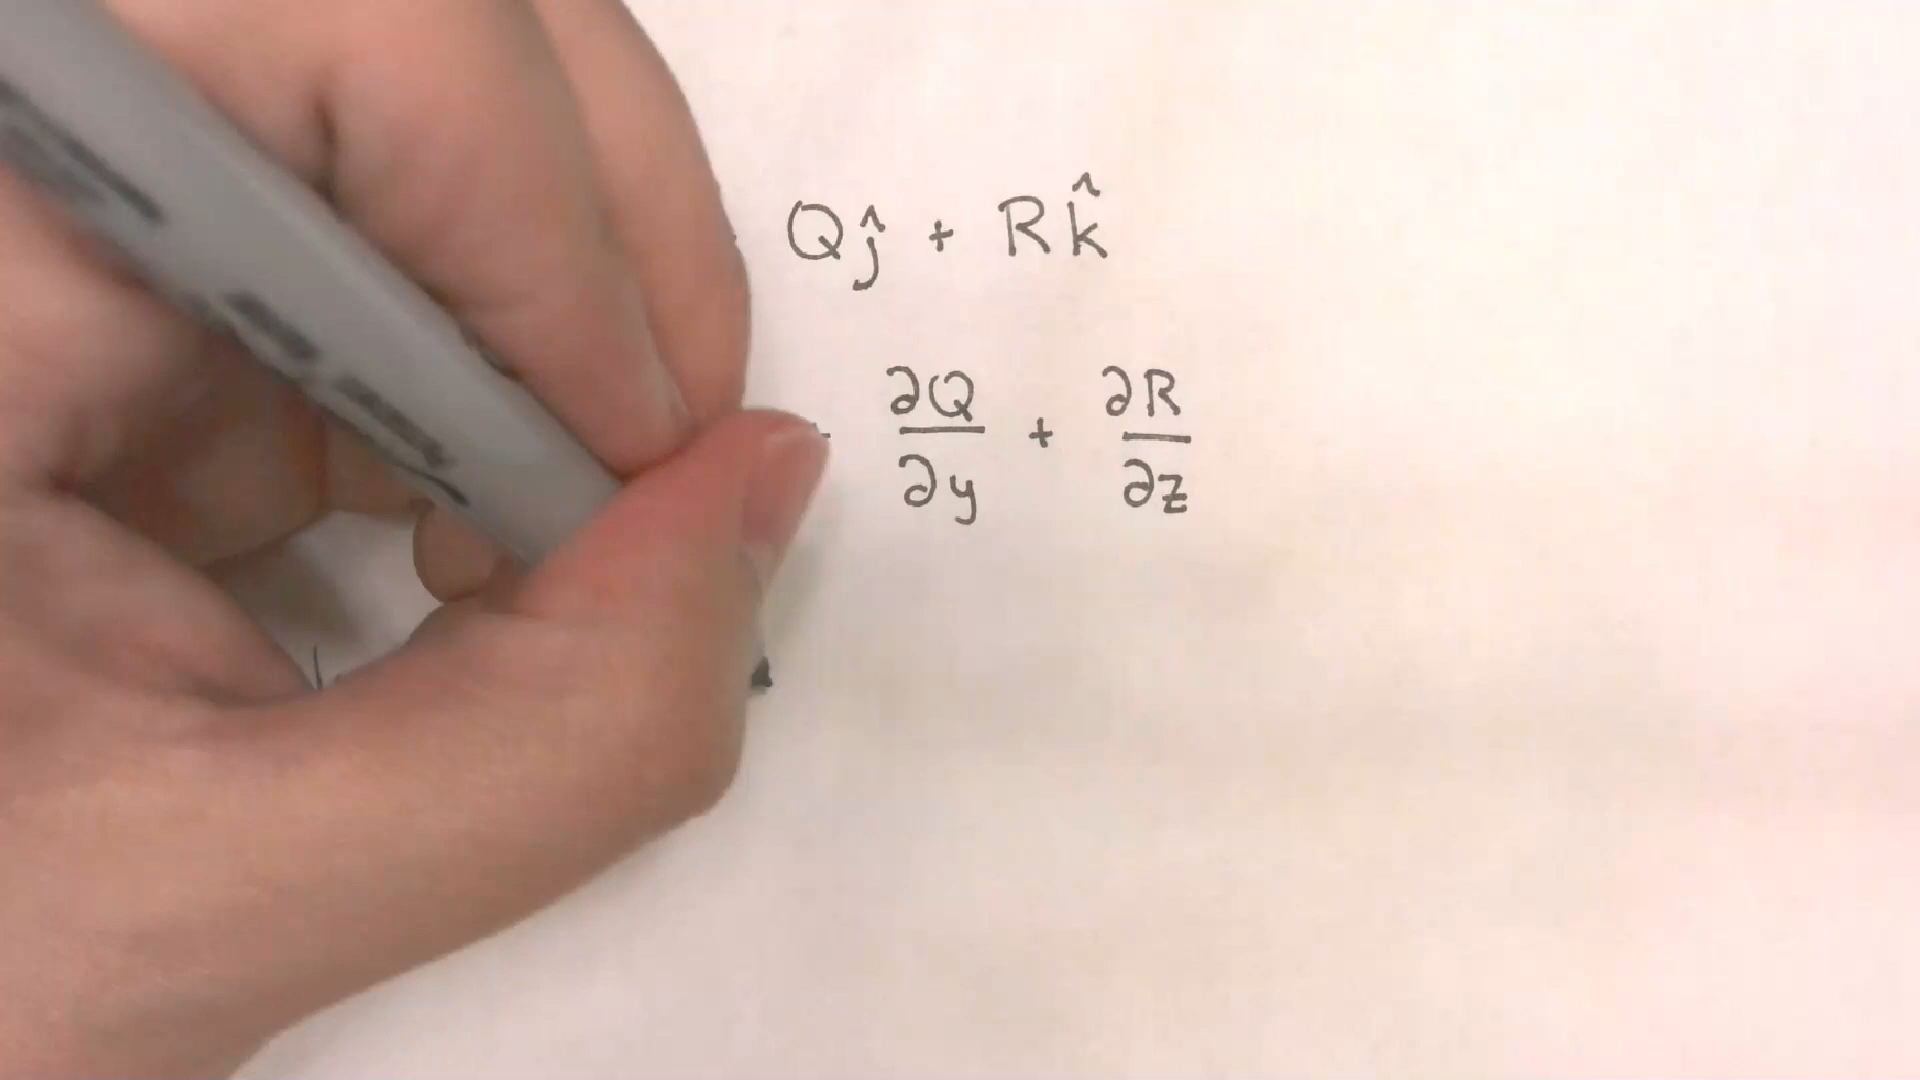 Qĵ + Rk̂
∂Q/∂y + ∂R/∂z